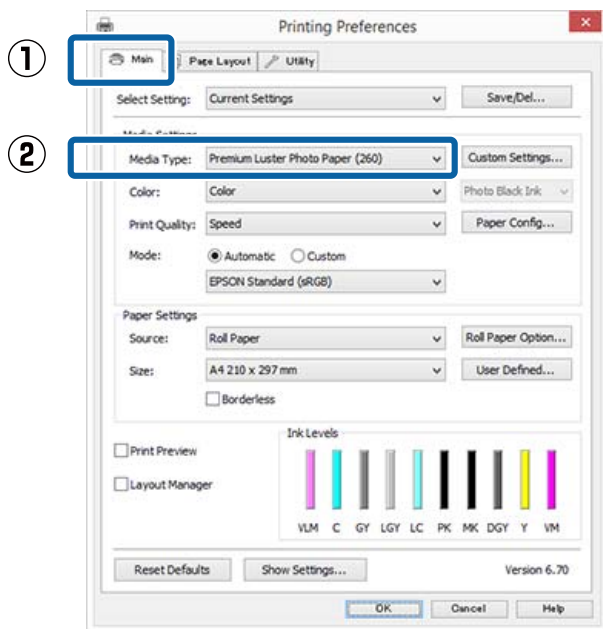 Printing Preferences
①
Main Page Layout Utility
Select Setting: Current Settings Save/Del...
Media Settings
②
Media Type: Premium Luster Photo Paper (260) Custom Settings...
Color: Color Photo Black Ink
Print Quality: Speed Paper Config...
Mode: Automatic Custom
EPSON Standard (sRGB)
Paper Settings
Source: Roll Paper Roll Paper Option...
Size: A4 210 x 297 mm User Defined...
Borderless
Ink Levels
Print Preview
Layout Manager
VLM C GY LGY LC PK MK DGY Y VM
Reset Defaults Show Settings... Version 6.70
OK Cancel Help